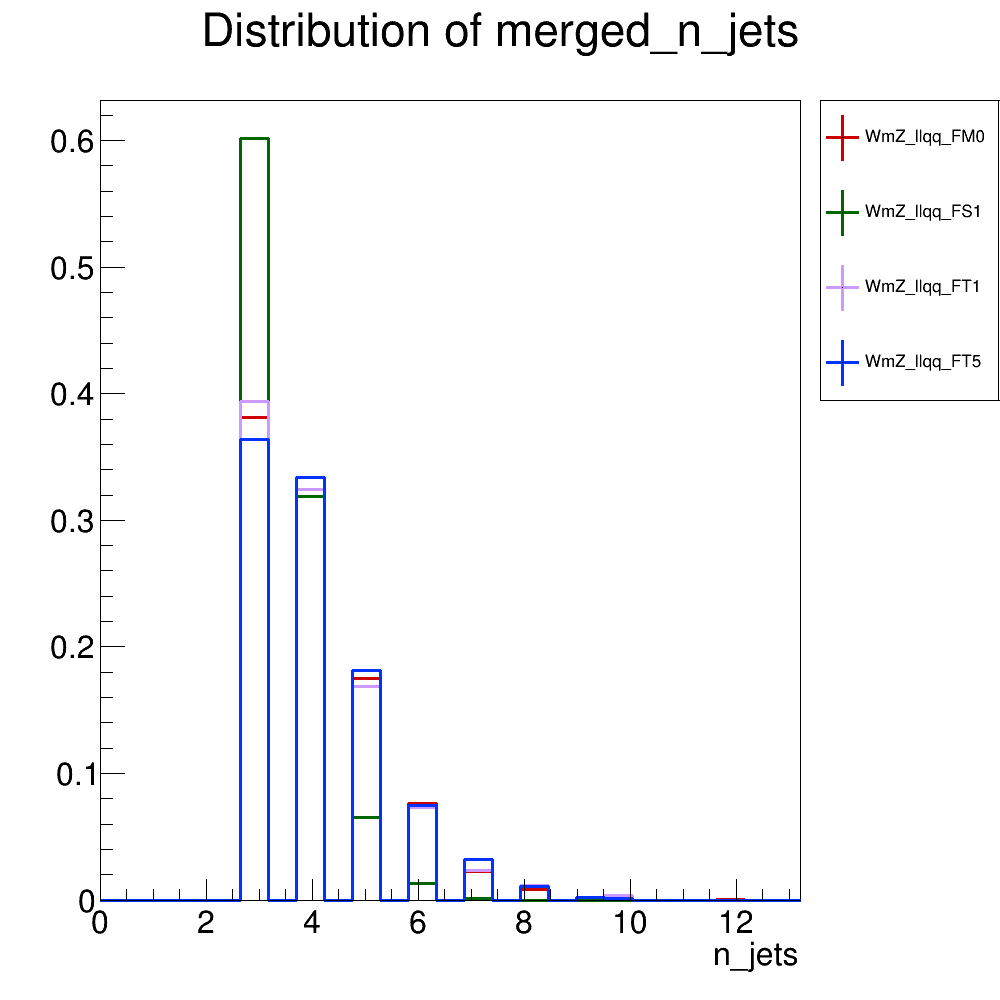 Distribution of merged_n_jets
0.6
0.5
0.4
0.3
0.2
0.1
0
0 2 4 6 8 10 12
n_jets
WmZ_llqq_FM0
WmZ_llqq_FS1
WmZ_llqq_FT1
WmZ_llqq_FT5